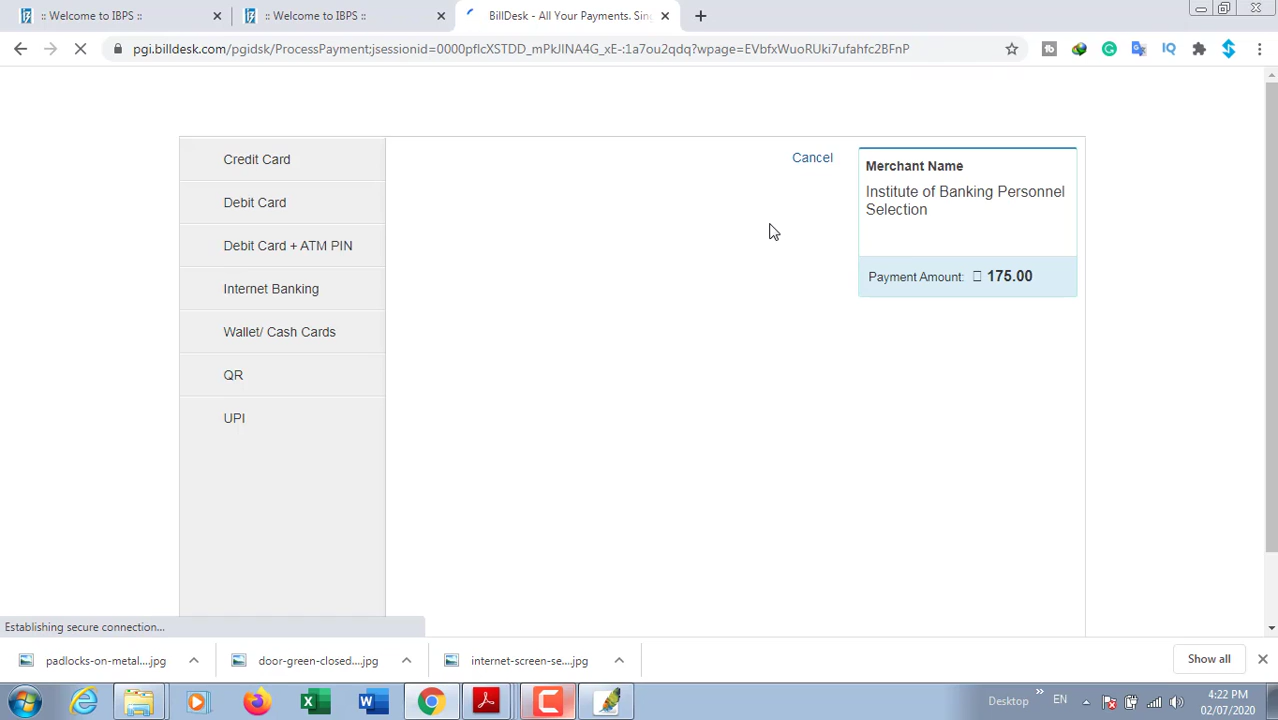 :: Welcome to IBPS ::
:: Welcome to IBPS ::
BillDesk - All Your Payments. Sin
pgi.billdesk.com/pgidsk/ProcessPayment;jsessionid=0000pflcXSTDD_mPkJINA4G_xE-:1a7ou2qdq?wpage=EVbfxWuoRUki7ufahfc2BFnP
IQ
Credit Card
Cancel
Merchant Name
Debit Card
Institute of Banking Personnel
Selection
Debit Card + ATM PIN
Payment Amount: 175.00
Internet Banking
Wallet/ Cash Cards
QR
UPI
Establishing secure connection...
padlocks-on-metal....jpg
door-green-closed....jpg
internet-screen-se....jpg
Show all
Desktop
EN
4:22 PM
02/07/2020